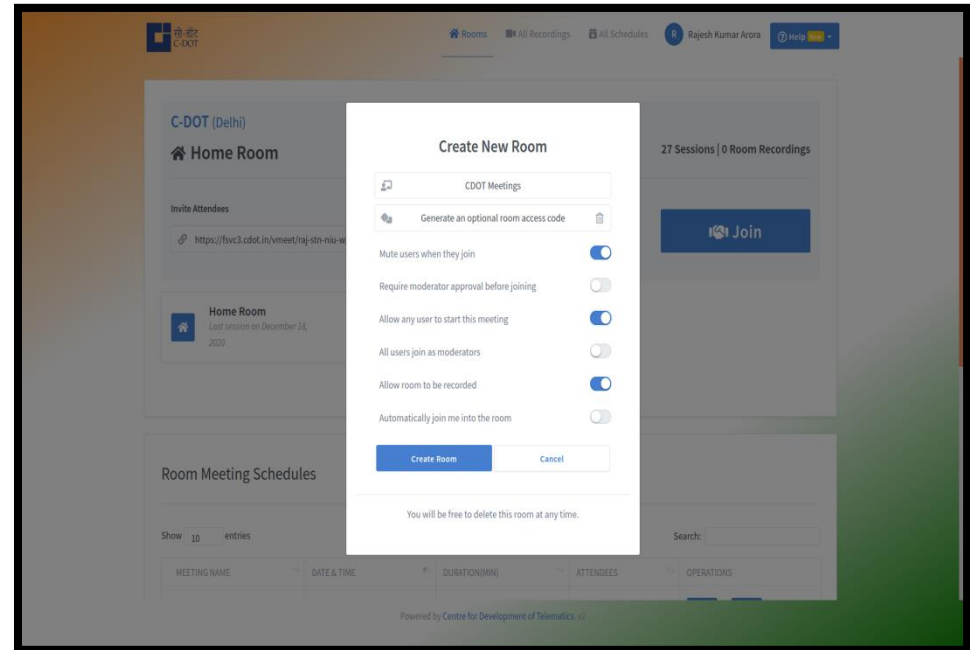 सी-डॉट
C-DOT
Rooms
All Recordings
All Schedules
R
Rajesh Kumar Arora
Help
C-DOT (Delhi)
Home Room
27 Sessions | 0 Room Recordings
Invite Attendees
https://fsvc3.cdot.in/vmeet/raj-stn-niu-w
Join
Home Room
Last session on December 18,
2020
Create New Room
CDOT Meetings
Generate an optional room access code
Mute users when they join
Require moderator approval before joining
Allow any user to start this meeting
All users join as moderators
Allow room to be recorded
Automatically join me into the room
Create Room
Cancel
You will be free to delete this room at any time.
Room Meeting Schedules
Show 10 entries
Search:
MEETING NAME
DATE & TIME
DURATION(MIN)
ATTENDEES
OPERATIONS
Powered by Centre for Development of Telematics. v2